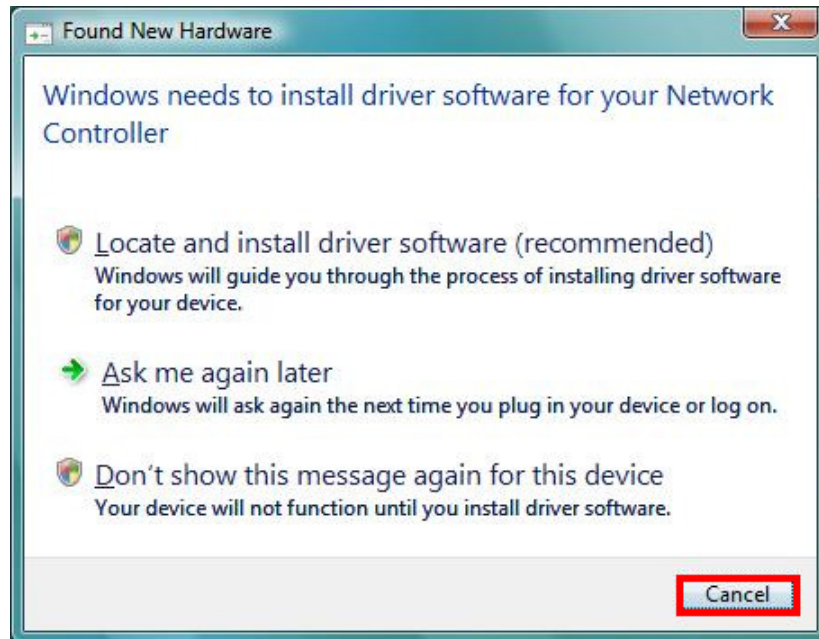 Found New Hardware
Windows needs to install driver software for your Network
Controller
Locate and install driver software (recommended)
Windows will guide you through the process of installing driver software
for your device.
Ask me again later
Windows will ask again the next time you plug in your device or log on.
Don't show this message again for this device
Your device will not function until you install driver software.
Cancel